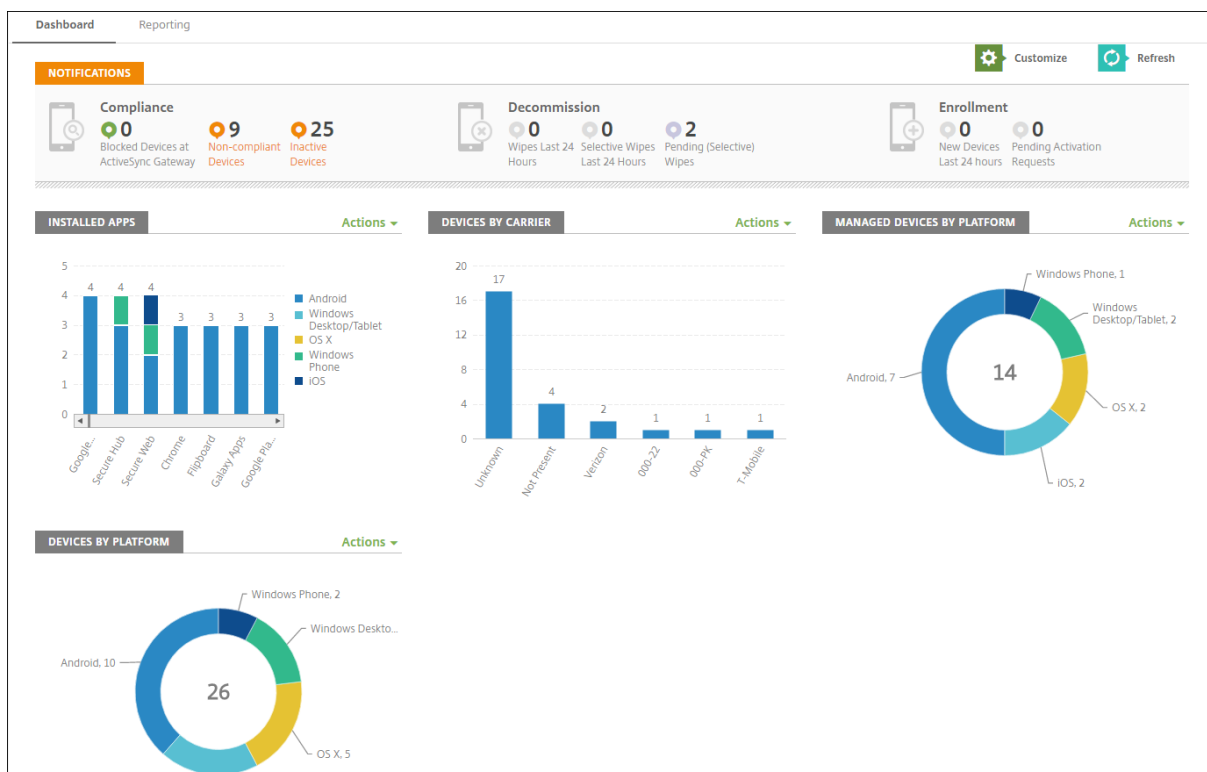 Dashboard
Reporting
Customize
Refresh
NOTIFICATIONS
Compliance
0
Blocked Devices at
ActiveSync Gateway
9
Non-compliant
Devices
25
Inactive
Devices
Decommission
0
Wipes Last 24
Hours
0
Selective Wipes
Last 24 Hours
2
Pending (Selective)
Wipes
Enrollment
0
New Devices
Last 24 hours
0
Pending Activation
Requests
INSTALLED APPS
Actions
5
4
3
2
1
0
4
4
4
3
3
3
3
Google...
Secure Hub
Secure Web
Chrome
Flipboard
Galaxy Apps
Google Pla...
Android
Windows
Desktop/Tablet
OS X
Windows
Phone
iOS
DEVICES BY CARRIER
Actions
20
16
12
8
4
0
17
4
2
1
1
1
Unknown
Not Present
Verizon
000-22
000-PK
T-Mobile
MANAGED DEVICES BY PLATFORM
Actions
Windows Phone, 1
Windows
Desktop/Tablet, 2
Android, 7
14
OS X, 2
iOS, 2
DEVICES BY PLATFORM
Actions
Windows Phone, 2
Windows Deskto...
Android, 10
26
OS X, 5